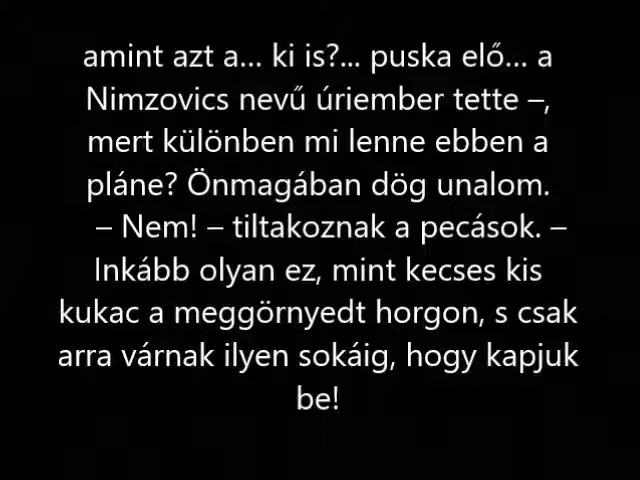 amint azt a... ki is?... puska elő... a
Nimzovics nevű úriember tette –,
mert különben mi lenne ebben a
pláne? Önmagában dög unalom.
– Nem! – tiltakoznak a pecások. –
Inkább olyan ez, mint kecses kis
kukac a meggörnyedt horgon, s csak
arra várnak ilyen sokáig, hogy kapjuk
be!